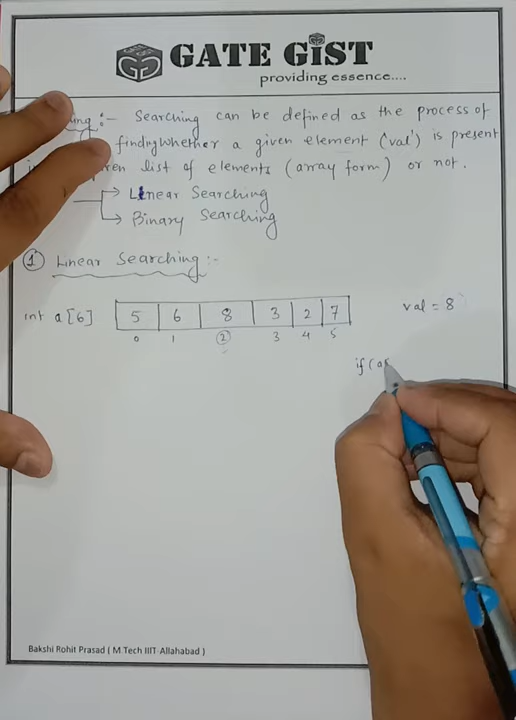 GATE GIST
providing essence....
:- Searching can be defined as the process of
finding whether a given element ('val') is present
list of elements (array form) or not.
Linear Searching
Binary Searching
1 Linear Searching :-
int a[6] 5 6 8 3 2 7 val = 8
0 1 2 3 4 5
if (a
Bakshi Rohit Prasad ( M Tech IIIT-Allahabad )